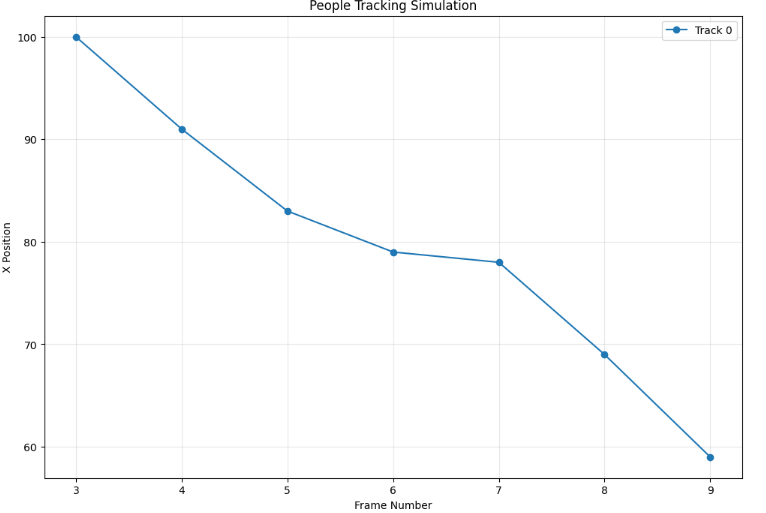 People Tracking Simulation
Track 0
100
90
80
70
60
X Position
3 4 5 6 7 8 9
Frame Number